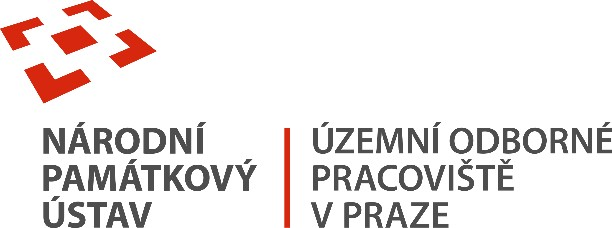 NÁRODNÍ
PAMÁTKOVÝ
ÚSTAV
ÚZEMNÍ ODBORNÉ
PRACOVIŠTĚ
V PRAZE